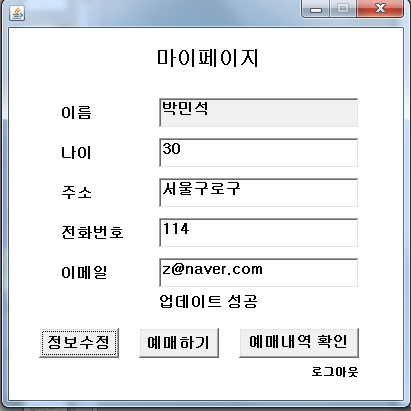 마이페이지
이름 박민석
나이 30
주소 서울구로구
전화번호 114
이메일 z@naver.com
업데이트 성공
정보수정 예매하기 예매내역 확인
로그아웃